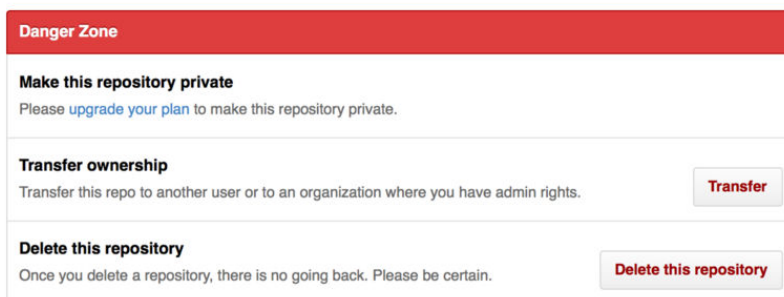 Danger Zone
Make this repository private
Please upgrade your plan to make this repository private.
Transfer ownership
Transfer this repo to another user or to an organization where you have admin rights.
Transfer
Delete this repository
Once you delete a repository, there is no going back. Please be certain.
Delete this repository